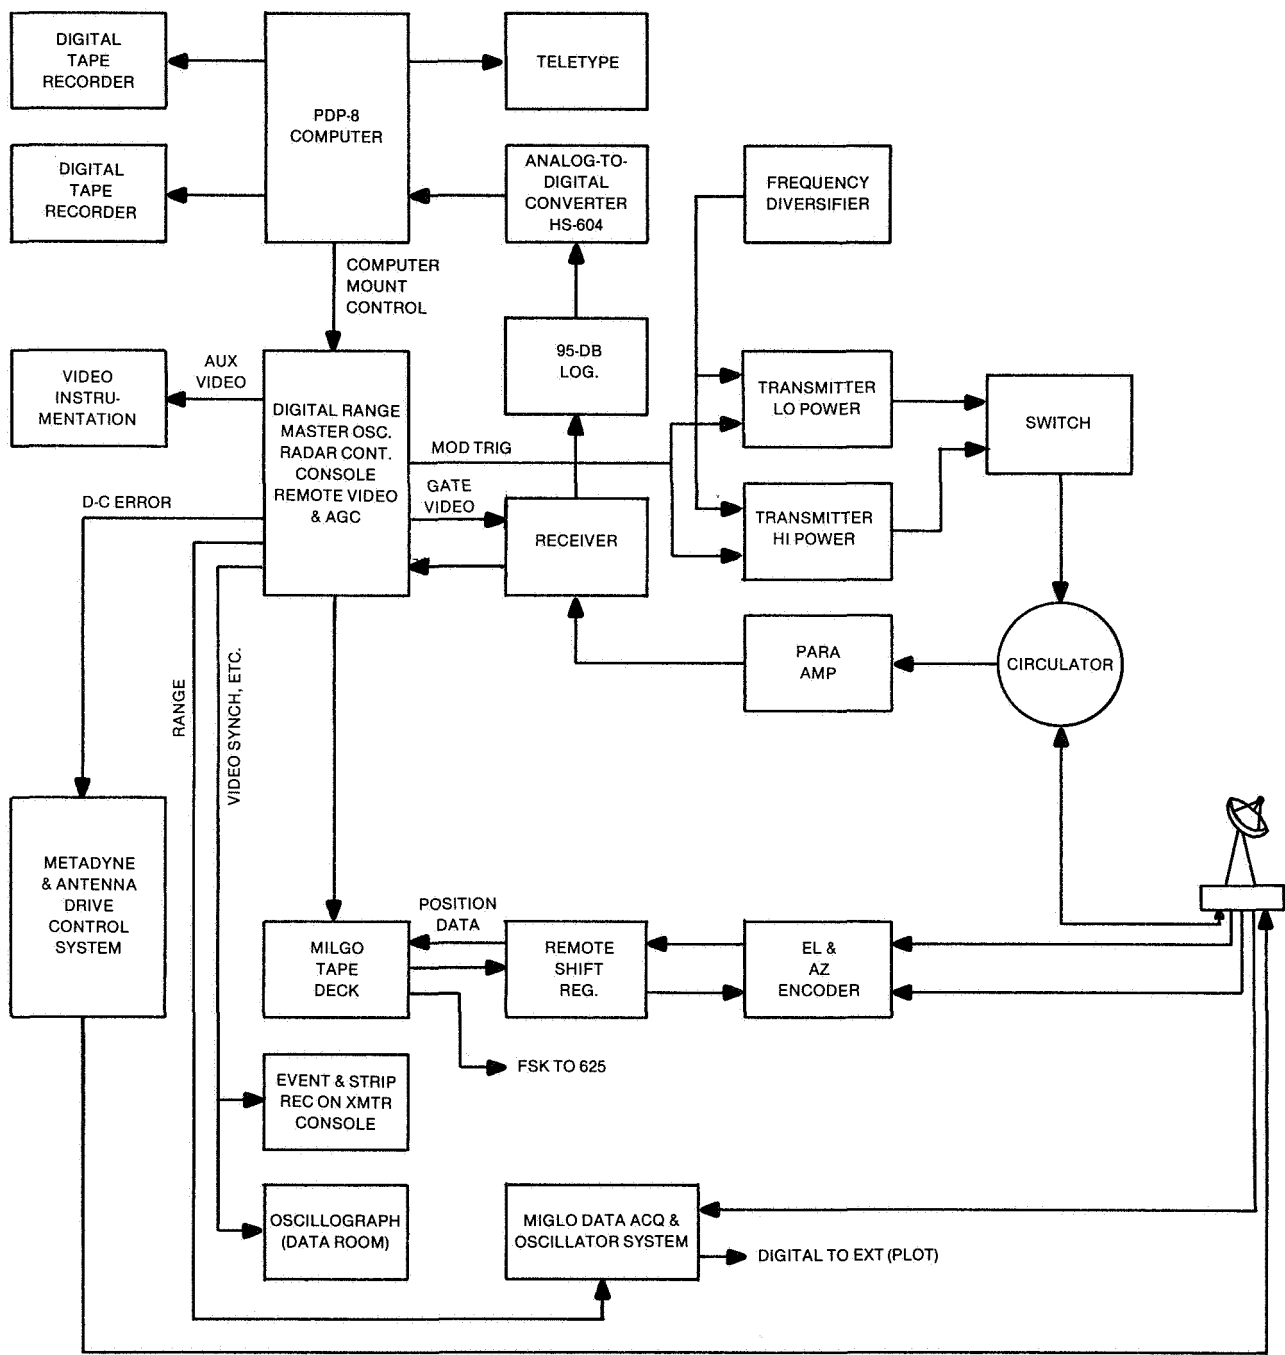 DIGITAL
TAPE
RECORDER
PDP-8
COMPUTER
TELETYPE
DIGITAL
TAPE
RECORDER
ANALOG-TO-
DIGITAL
CONVERTER
HS-604
FREQUENCY
DIVERSIFIER
COMPUTER
MOUNT
CONTROL
VIDEO
INSTRU-
MENTATION
AUX
VIDEO
DIGITAL RANGE
MASTER OSC.
RADAR CONT.
CONSOLE
REMOTE VIDEO
& AGC
95-DB
LOG.
TRANSMITTER
LO POWER
SWITCH
MOD TRIG
GATE
VIDEO
D-C ERROR
RECEIVER
TRANSMITTER
HI POWER
PARA
AMP
CIRCULATOR
RANGE
VIDEO SYNCH, ETC.
METADYNE
& ANTENNA
DRIVE
CONTROL
SYSTEM
MILGO
TAPE
DECK
POSITION
DATA
REMOTE
SHIFT
REG.
EL &
AZ
ENCODER
FSK TO 625
EVENT & STRIP
REC ON XMTR
CONSOLE
OSCILLOGRAPH
(DATA ROOM)
MIGLO DATA ACQ &
OSCILLATOR SYSTEM
DIGITAL TO EXT (PLOT)